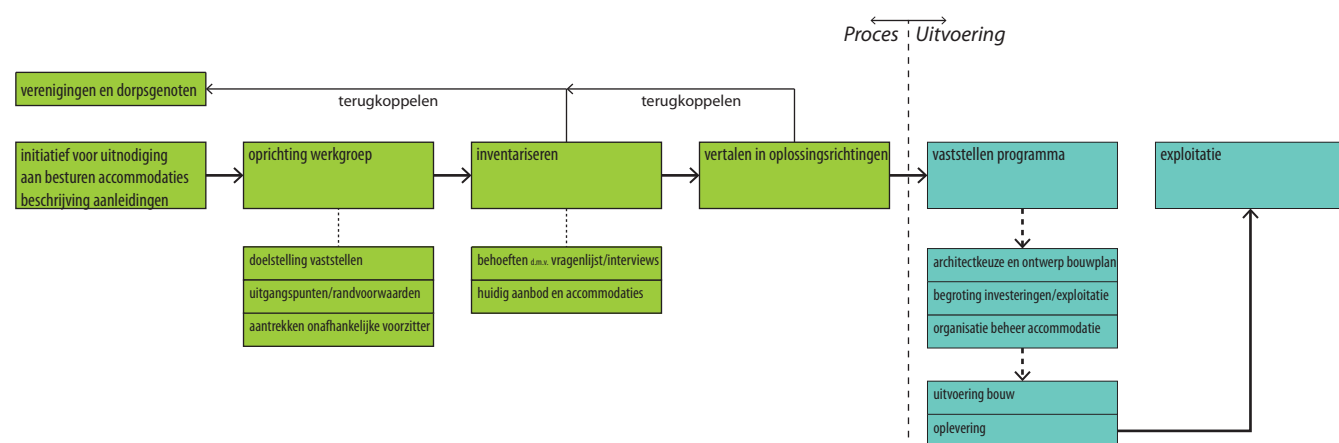 Proces Uitvoering
verenigingen en dorpsgenoten
terugkoppelen
terugkoppelen
initiatief voor uitnodiging
aan besturen accommodaties
beschrijving aanleidingen
oprichting werkgroep
inventariseren
vertalen in oplossingsrichtingen
vaststellen programma
exploitatie
doelstelling vaststellen
uitgangspunten/randvoorwaarden
aantrekken onafhankelijke voorzitter
behoeften d.m.v. vragenlijst/interviews
huidig aanbod en accommodaties
architectkeuze en ontwerp bouwplan
begroting investeringen/exploitatie
organisatie beheer accommodatie
uitvoering bouw
oplevering